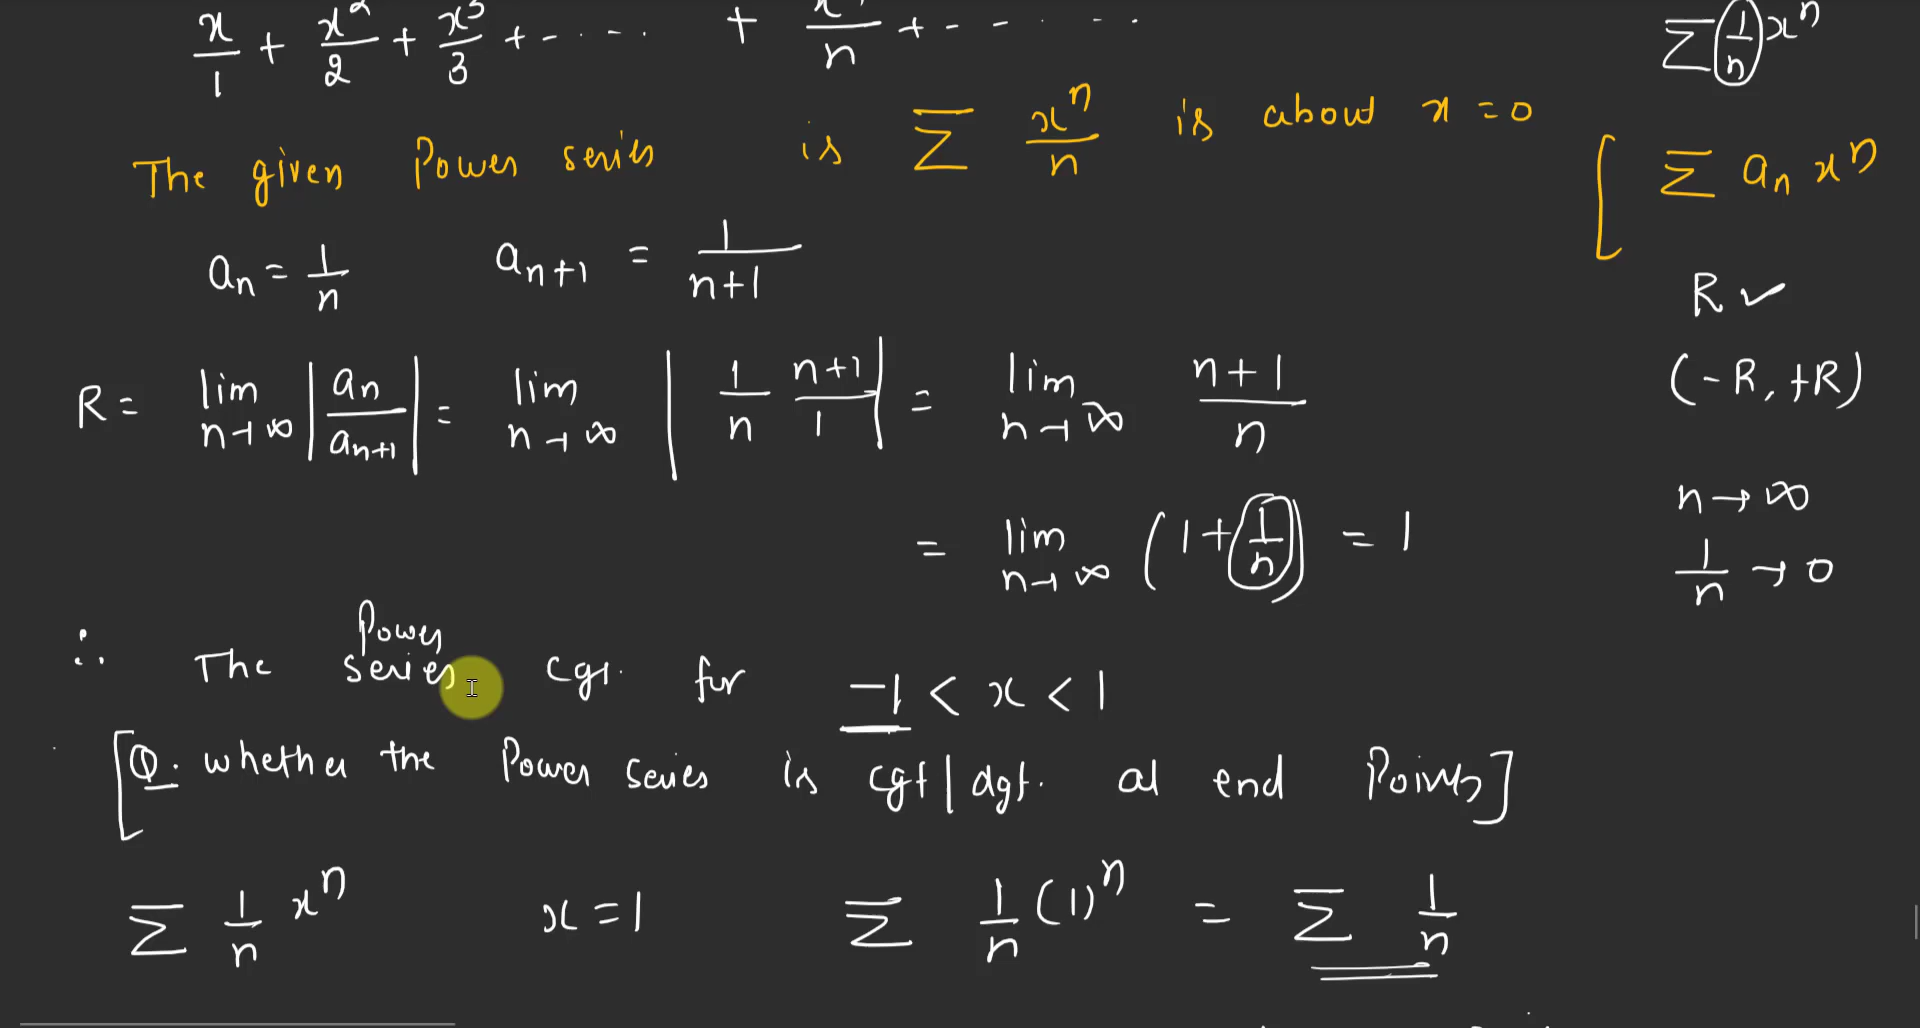 x/1 + x²/2 + x³/3 + - · · · · + xⁿ/n + - - · - ·
∑ (1/n) xⁿ
The given Power series is ∑ xⁿ/n is about x = 0
[ ∑ aₙ xⁿ
aₙ = 1/n aₙ₊₁ = 1/(n+1)
R ✓
R = lim n→∞ |aₙ/aₙ₊₁| = lim n→∞ | 1/n (n+1)/1 | = lim n→∞ (n+1)/n
(-R, +R)
= lim n→∞ (1 + 1/n) = 1
n → ∞
1/n → 0
∴ The Power series cgt. for -1 < x < 1
[Q. whether the Power series is cgt | dgt. at end Points]
∑ 1/n xⁿ x = 1 ∑ 1/n (1)ⁿ = ∑ 1/n